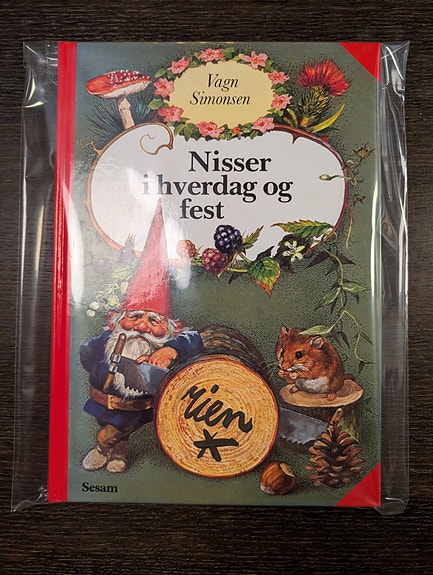 Vagn
Simonsen
Nisser
i hverdag og
fest
Rien
Sesam